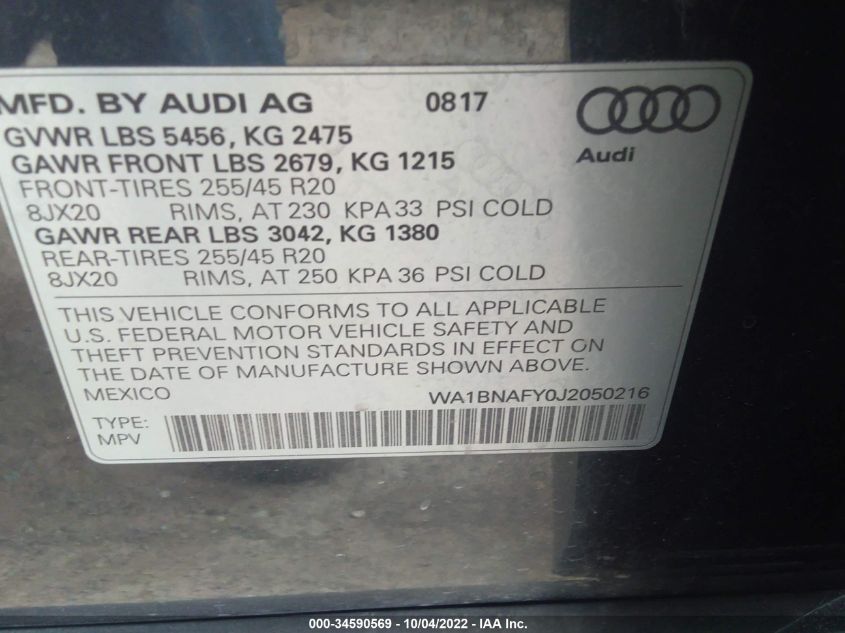 MFD. BY AUDI AG 0817
GVWR LBS 5456, KG 2475
GAWR FRONT LBS 2679, KG 1215
Audi
FRONT-TIRES 255/45 R20
8JX20 RIMS, AT 230 KPA 33 PSI COLD
GAWR REAR LBS 3042, KG 1380
REAR-TIRES 255/45 R20
8JX20 RIMS, AT 250 KPA 36 PSI COLD
THIS VEHICLE CONFORMS TO ALL APPLICABLE
U.S. FEDERAL MOTOR VEHICLE SAFETY AND
THEFT PREVENTION STANDARDS IN EFFECT ON
THE DATE OF MANUFACTURE SHOWN ABOVE.
MEXICO WA1BNAFY0J2050216
TYPE:
MPV
000-34590569 - 10/04/2022 - IAA Inc.